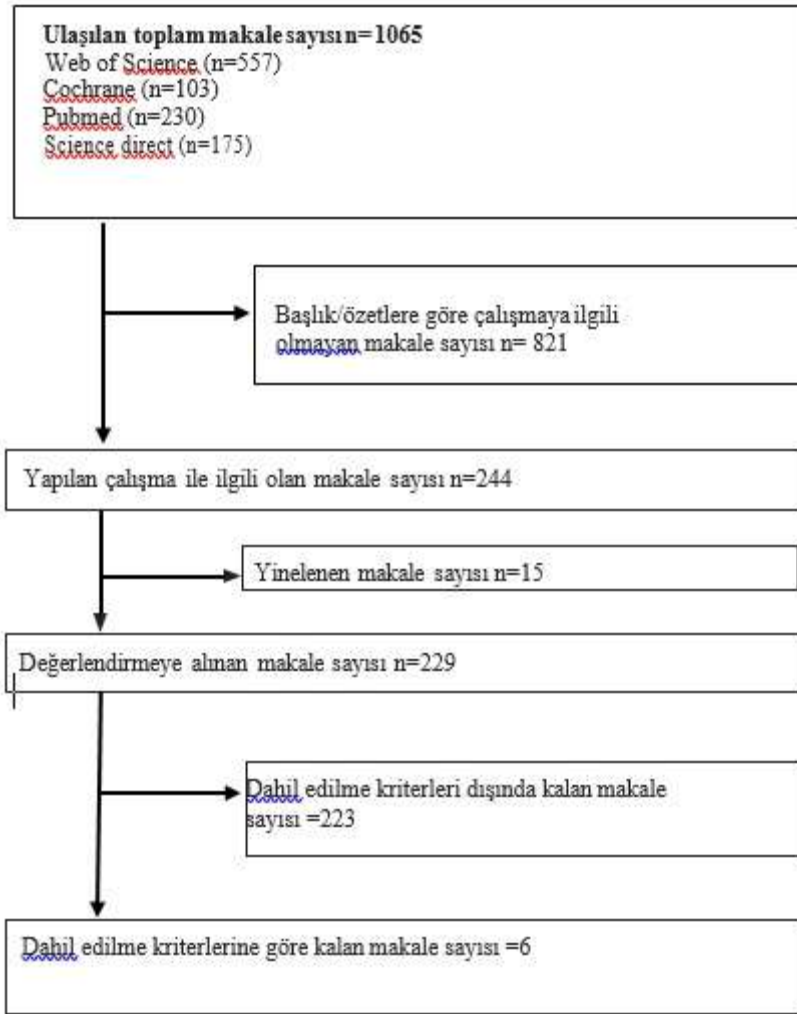 Ulaşılan toplam makale sayısı n= 1065
Web of Science (n=557)
Cochrane (n=103)
Pubmed (n=230)
Science direct (n=175)
Başlık/özetlere göre çalışmaya ilgili
olmayan makale sayısı n= 821
Yapılan çalışma ile ilgili olan makale sayısı n=244
Yinelenen makale sayısı n=15
Değerlendirmeye alınan makale sayısı n=229
Dahil edilme kriterleri dışında kalan makale
sayısı =223
Dahil edilme kriterlerine göre kalan makale sayısı =6